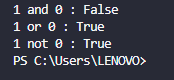 1 and 0 : False
1 or 0 : True
1 not 0 : True
PS C:\Users\LENOVO>